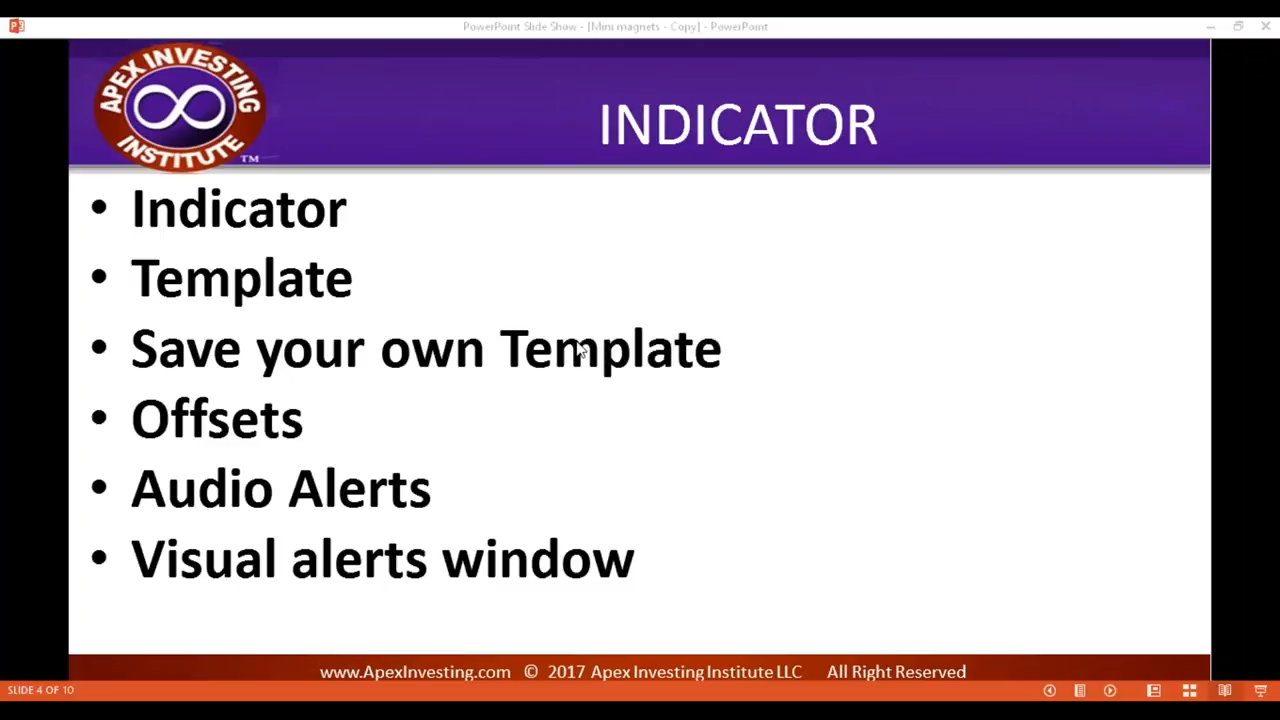 PowerPoint Slide Show - [Mini magnets - Copy] - PowerPoint
APEX INVESTING
INSTITUTE TM
INDICATOR
• Indicator
• Template
• Save your own Template
• Offsets
• Audio Alerts
• Visual alerts window
www.ApexInvesting.com © 2017 Apex Investing Institute LLC All Right Reserved
SLIDE 4 OF 10